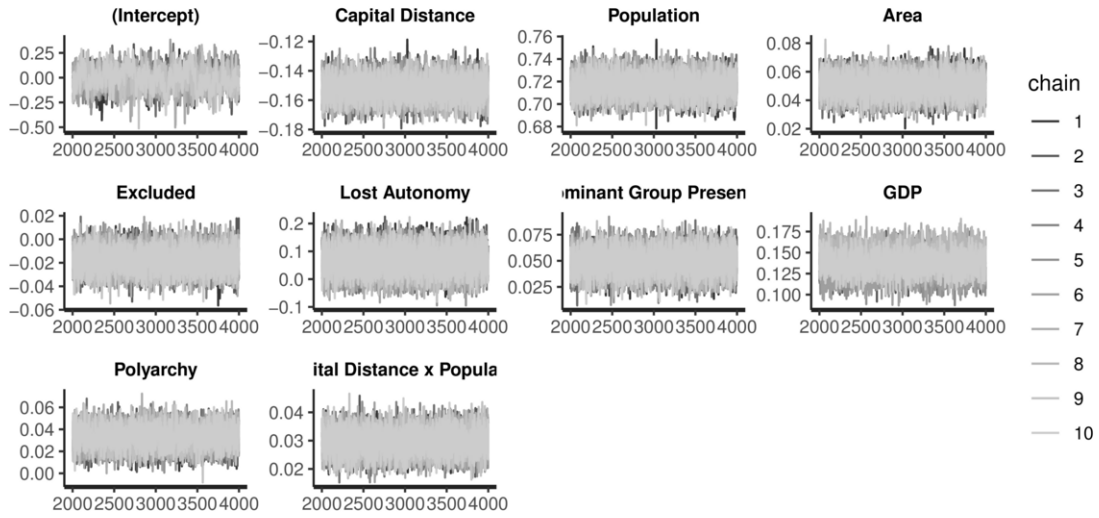 (Intercept) Capital Distance Population Area
0.25 −0.12 0.76 0.08
0.00 −0.14 0.74 0.06
−0.25 −0.16 0.72 0.04
−0.50 −0.18 0.70 0.02
0.68
2000 2500 3000 3500 4000 2000 2500 3000 3500 4000 2000 2500 3000 3500 4000 2000 2500 3000 3500 4000
Excluded Lost Autonomy ominant Group Presen GDP
0.02 0.2 0.075 0.175
0.00 0.1 0.050 0.150
−0.02 0.0 0.025 0.125
−0.04 −0.1 0.100
−0.06
2000 2500 3000 3500 4000 2000 2500 3000 3500 4000 2000 2500 3000 3500 4000 2000 2500 3000 3500 4000
Polyarchy ital Distance x Popula
0.06 0.04
0.04 0.03
0.02 0.02
0.00
2000 2500 3000 3500 4000 2000 2500 3000 3500 4000
chain
1
2
3
4
5
6
7
8
9
10